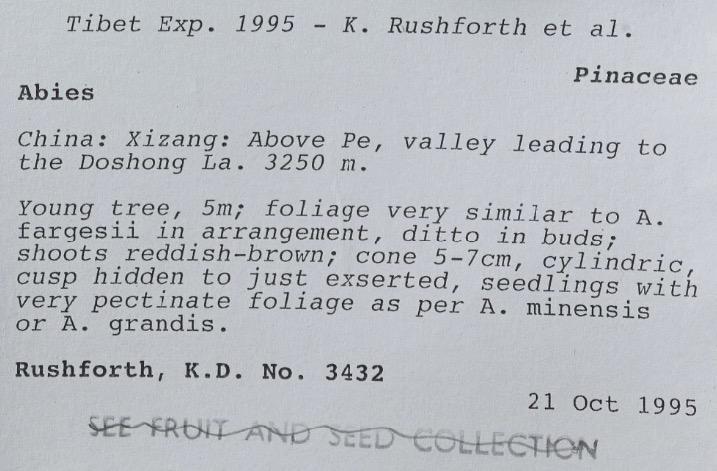 Tibet Exp. 1995 - K. Rushforth et al.
Pinaceae
Abies
China: Xizang: Above Pe, valley leading to
the Doshong La. 3250 m.
Young tree, 5m; foliage very similar to A.
fargesii in arrangement, ditto in buds;
shoots reddish-brown; cone 5-7cm, cylindric,
cusp hidden to just exserted, seedlings with
very pectinate foliage as per A. minensis
or A. grandis.
Rushforth, K.D. No. 3432
21 Oct 1995
SEE FRUIT AND SEED COLLECTION